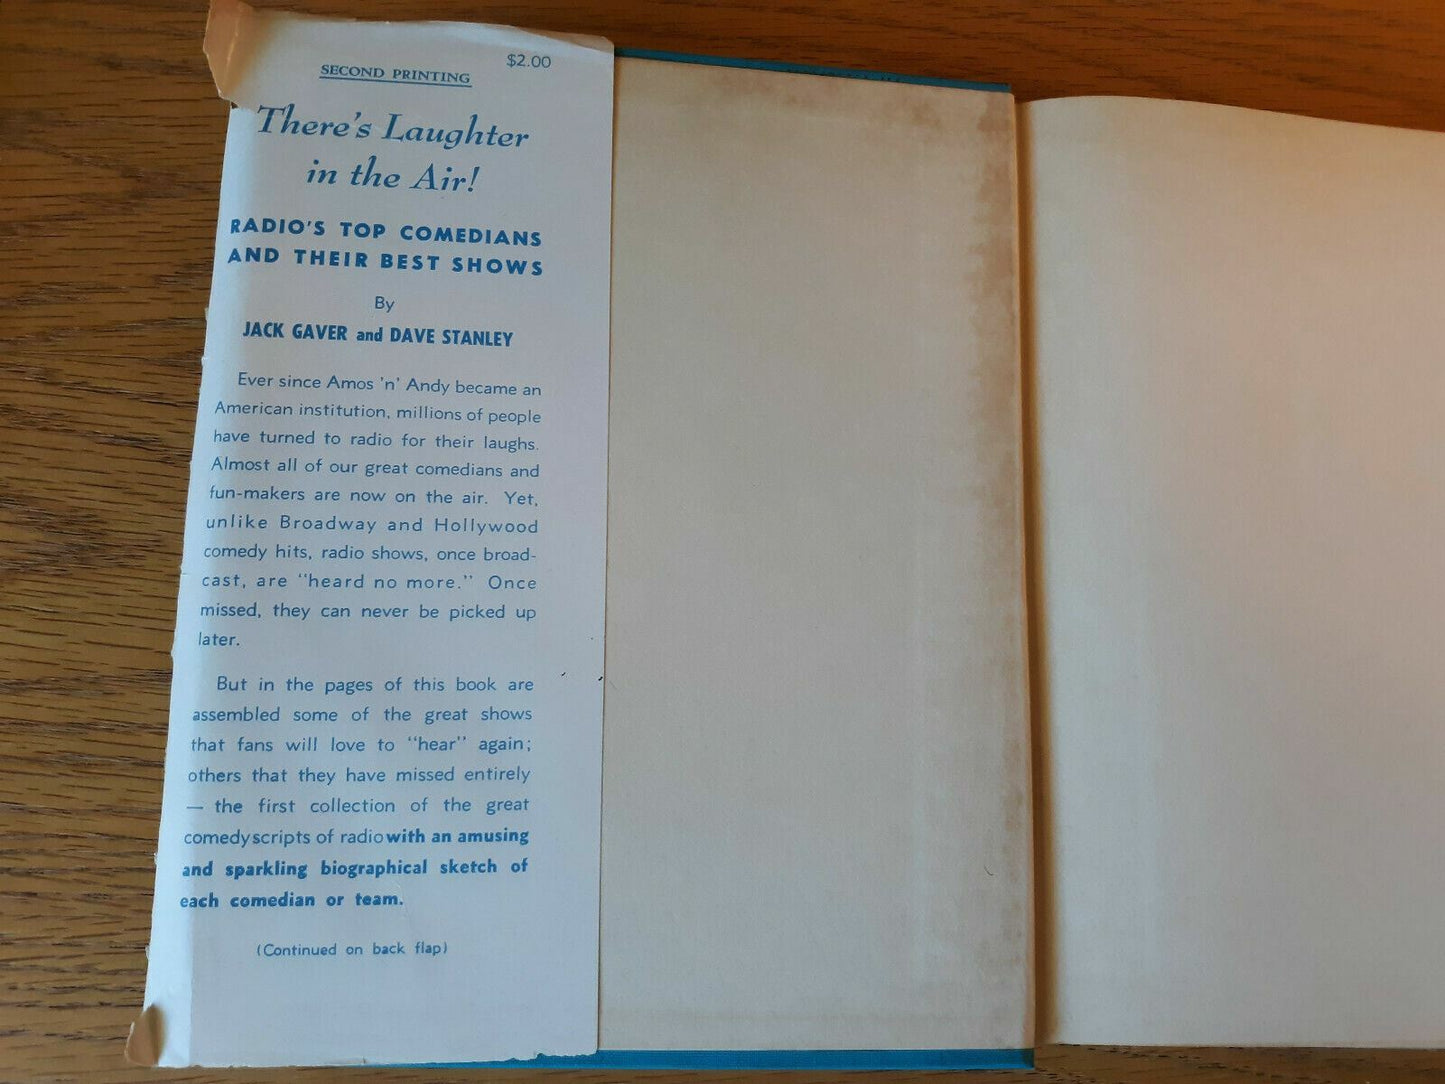 $2.00
SECOND PRINTING
There's Laughter
in the Air!
RADIO'S TOP COMEDIANS
AND THEIR BEST SHOWS
By
JACK GAVER and DAVE STANLEY
Ever since Amos 'n' Andy became an
American institution, millions of people
have turned to radio for their laughs.
Almost all of our great comedians and
fun-makers are now on the air. Yet,
unlike Broadway and Hollywood
comedy hits, radio shows, once broad-
cast, are "heard no more." Once
missed, they can never be picked up
later.
But in the pages of this book are
assembled some of the great shows
that fans will love to "hear" again;
others that they have missed entirely
— the first collection of the great
comedy scripts of radio with an amusing
and sparkling biographical sketch of
each comedian or team.
(Continued on back flap)